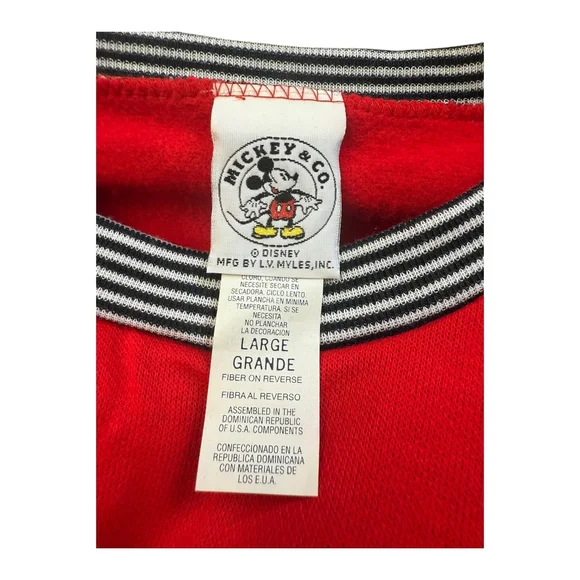 MICKEY & CO.
© DISNEY
MFG BY L.V. MYLES, INC.
CLORO, CUANDO SE
NECESITE SECAR EN
SECADORA, CICLO LENTO
USAR PLANCHA EN MINIMA
TEMPERATURA, SI SE
NECESITA
NO PLANCHAR
LA DECORACION
LARGE
GRANDE
FIBER ON REVERSE
FIBRA AL REVERSO
ASSEMBLED IN THE
DOMINICAN REPUBLIC
OF U.S.A. COMPONENTS
CONFECCIONADO EN LA
REPUBLICA DOMINICANA
CON MATERIALES DE
LOS E.U.A.